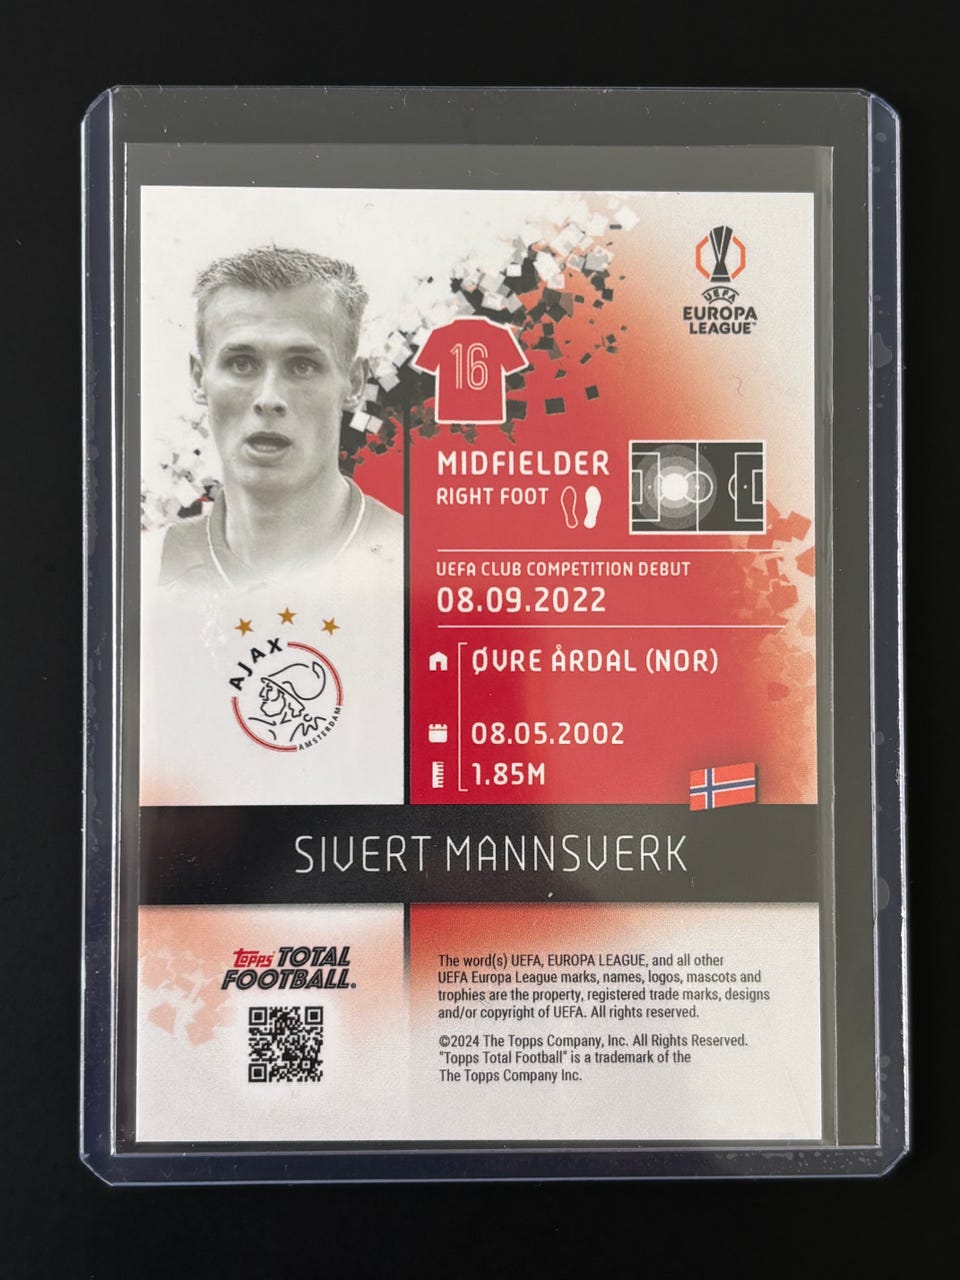 UEFA
EUROPA
LEAGUE™
16
MIDFIELDER
RIGHT FOOT
UEFA CLUB COMPETITION DEBUT
08.09.2022
ØVRE ÅRDAL (NOR)
08.05.2002
1.85M
AJAX
AMSTERDAM
SIVERT MANNSVERK
Topps TOTAL
FOOTBALL®
The word(s) UEFA, EUROPA LEAGUE, and all other
UEFA Europa League marks, names, logos, mascots and
trophies are the property, registered trade marks, designs
and/or copyright of UEFA. All rights reserved.
©2024 The Topps Company, Inc. All Rights Reserved.
"Topps Total Football" is a trademark of the
The Topps Company Inc.